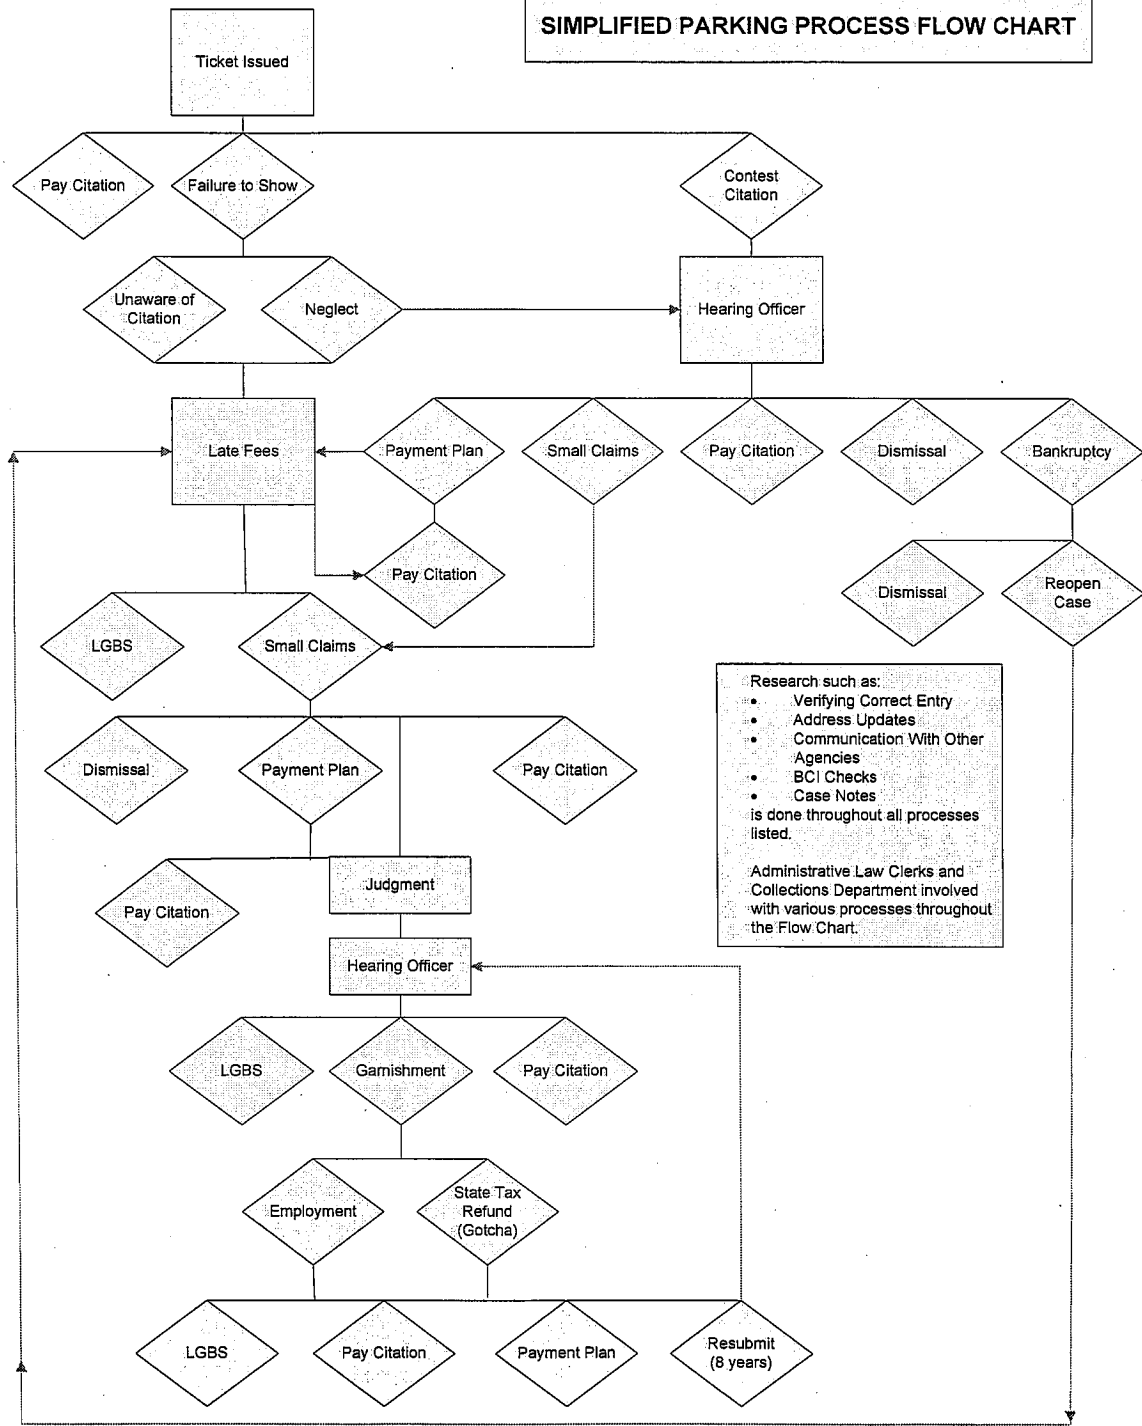 SIMPLIFIED PARKING PROCESS FLOW CHART
Ticket Issued
Pay Citation
Failure to Show
Contest
Citation
Unaware of
Citation
Neglect
Hearing Officer
Late Fees
Payment Plan
Small Claims
Pay Citation
Dismissal
Bankruptcy
Pay Citation
Dismissal
Reopen
Case
LGBS
Small Claims
Research such as:
• Verifying Correct Entry
• Address Updates
• Communication With Other
Agencies
• BCI Checks
• Case Notes
is done throughout all processes
listed.
Administrative Law Clerks and
Collections Department involved
with various processes throughout
the Flow Chart.
Dismissal
Payment Plan
Pay Citation
Pay Citation
Judgment
Hearing Officer
LGBS
Garnishment
Pay Citation
Employment
State Tax
Refund
(Gotcha)
LGBS
Pay Citation
Payment Plan
Resubmit
(8 years)